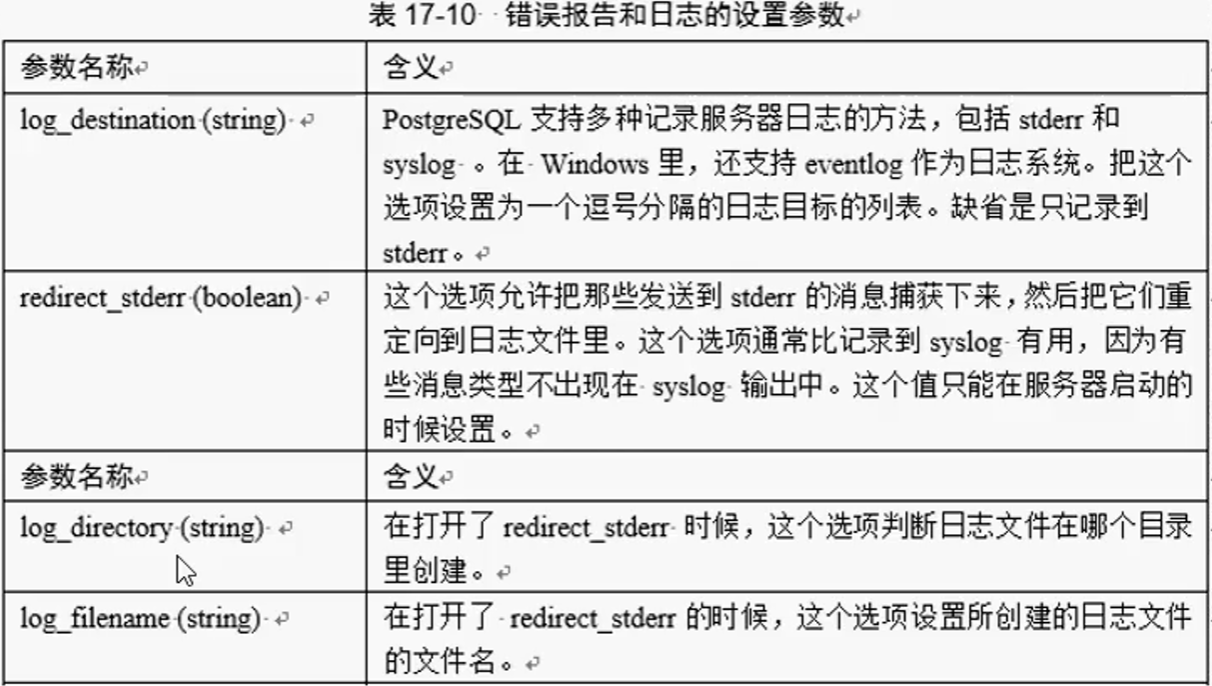 表 17-10 错误报告和日志的设置参数
参数名称
含义
log_destination (string)
PostgreSQL 支持多种记录服务器日志的方法，包括 stderr 和
syslog 。在 Windows 里，还支持 eventlog 作为日志系统。把这个
选项设置为一个逗号分隔的日志目标的列表。缺省是只记录到
stderr。
redirect_stderr (boolean)
这个选项允许把那些发送到 stderr 的消息捕获下来，然后把它们重
定向到日志文件里。这个选项通常比记录到 syslog 有用，因为有
些消息类型不出现在 syslog 输出中。这个值只能在服务器启动的
时候设置。
参数名称
含义
log_directory (string)
在打开了 redirect_stderr 时候，这个选项判断日志文件在哪个目录
里创建。
log_filename (string)
在打开了 redirect_stderr 的时候，这个选项设置所创建的日志文件
的文件名。